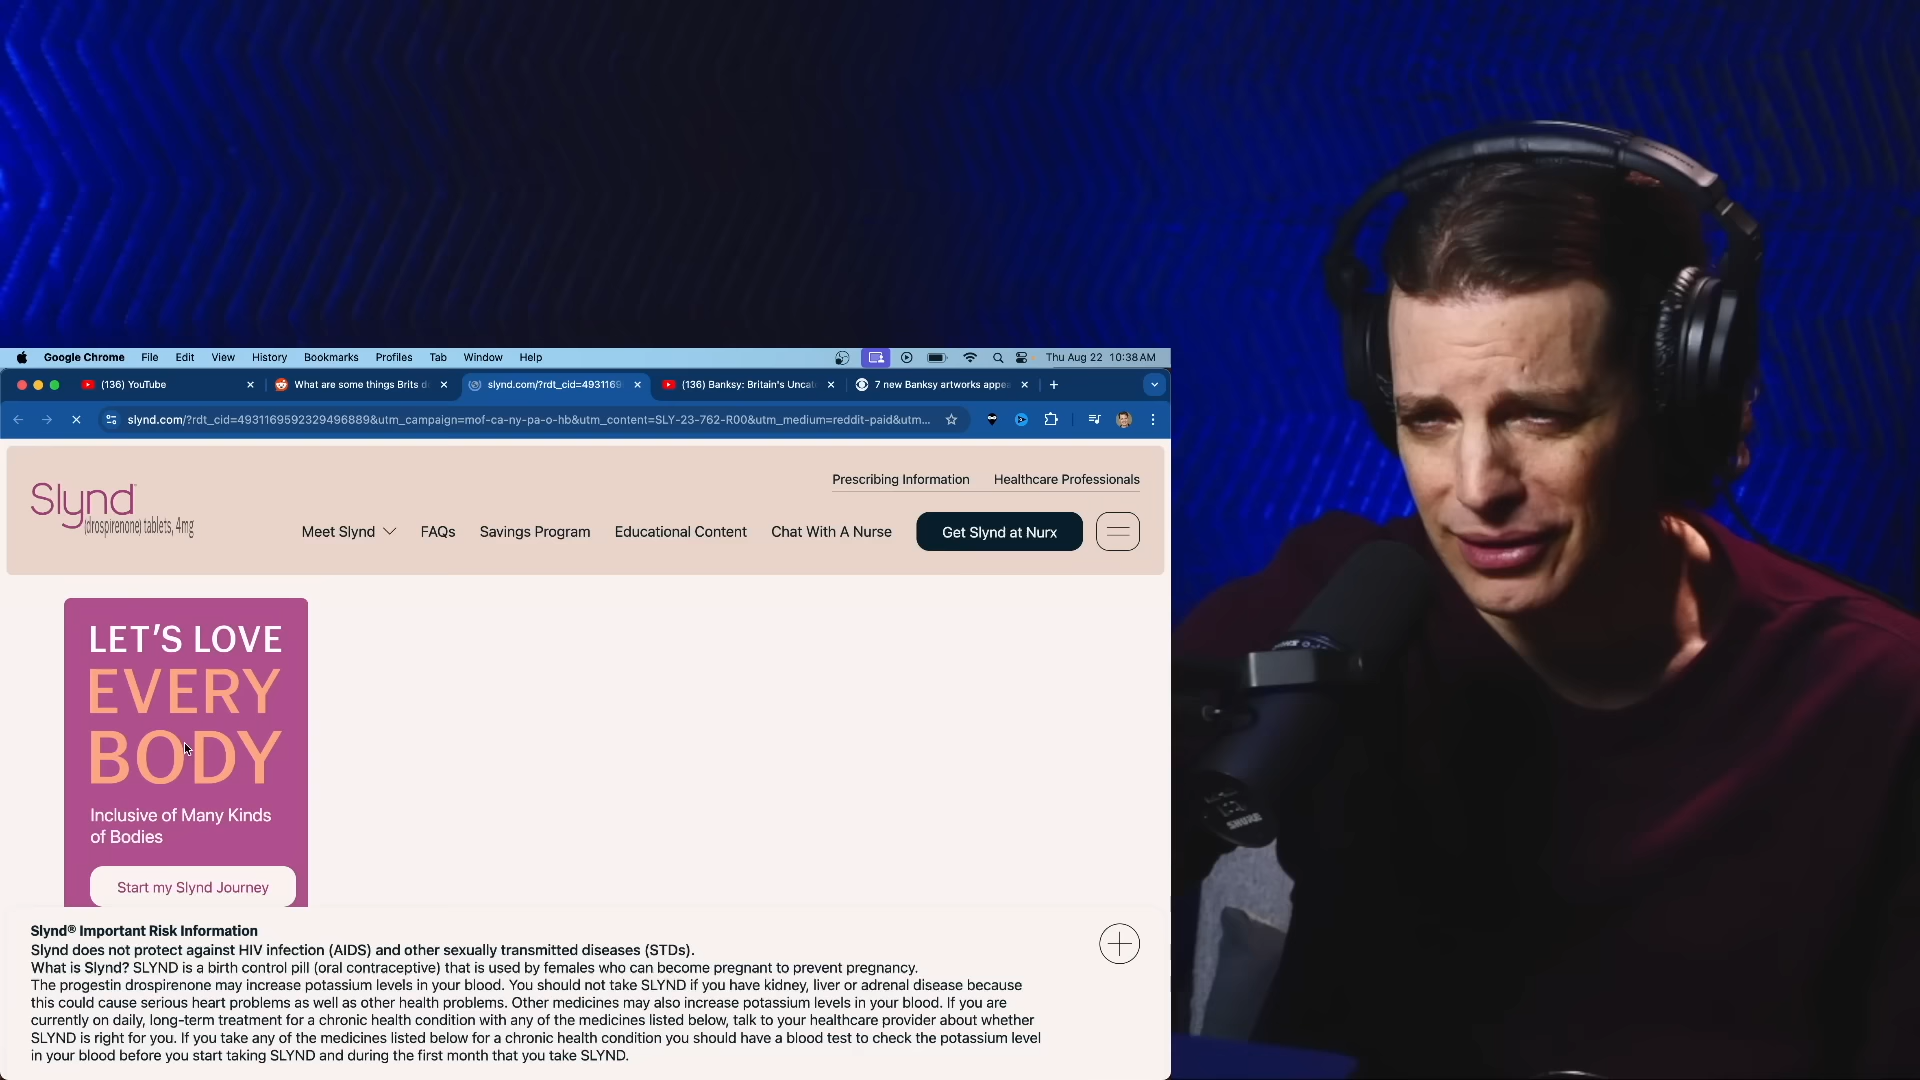 Google Chrome File Edit View History Bookmarks Profiles Tab Window Help Thu Aug 22 10:38 AM
(136) YouTube What are some things Brits d slynd.com/?rdt_cid=4931169 (136) Banksy: Britain's Uncat 7 new Banksy artworks appea
slynd.com/?rdt_cid=4931169592329496889&utm_campaign=mof-ca-ny-pa-o-hb&utm_content=SLY-23-762-R00&utm_medium=reddit-paid&utm...
Prescribing Information Healthcare Professionals
Slynd
(drospirenone) tablets, 4mg
Meet Slynd FAQs Savings Program Educational Content Chat With A Nurse Get Slynd at Nurx
LET'S LOVE
EVERY
BODY
Inclusive of Many Kinds
of Bodies
Start my Slynd Journey
Slynd® Important Risk Information
Slynd does not protect against HIV infection (AIDS) and other sexually transmitted diseases (STDs).
What is Slynd? SLYND is a birth control pill (oral contraceptive) that is used by females who can become pregnant to prevent pregnancy.
The progestin drospirenone may increase potassium levels in your blood. You should not take SLYND if you have kidney, liver or adrenal disease because
this could cause serious heart problems as well as other health problems. Other medicines may also increase potassium levels in your blood. If you are
currently on daily, long-term treatment for a chronic health condition with any of the medicines listed below, talk to your healthcare provider about whether
SLYND is right for you. If you take any of the medicines listed below for a chronic health condition you should have a blood test to check the potassium level
in your blood before you start taking SLYND and during the first month that you take SLYND.
SHURE